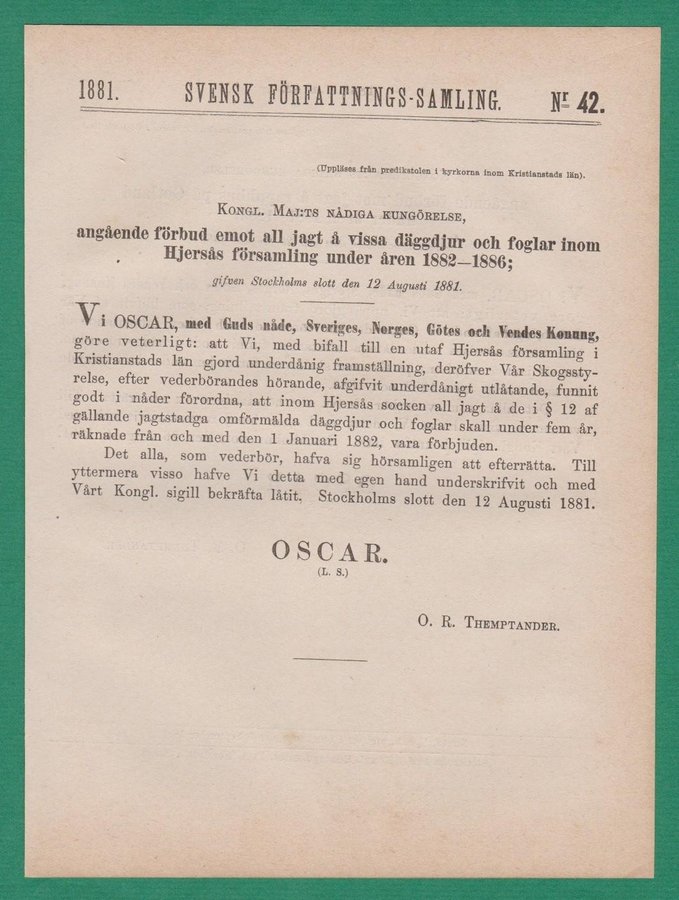 1881. SVENSK FÖRFATTNINGS-SAMLING. Nr 42.
(Uppläses från predikstolen i kyrkorna inom Kristianstads län).
KONGL. MAJ:TS NÅDIGA KUNGÖRELSE,
angående förbud emot all jagt å vissa däggdjur och foglar inom
Hjersås församling under åren 1882—1886;
gifven Stockholms slott den 12 Augusti 1881.
Vi OSCAR, med Guds nåde, Sveriges, Norges, Götes och Vendes Konung,
göre veterligt: att Vi, med bifall till en utaf Hjersås församling i
Kristianstads län gjord underdånig framställning, deröfver Vår Skogssty-
relse, efter vederbörandes hörande, afgifvit underdånigt utlåtande, funnit
godt i nåder förordna, att inom Hjersås socken all jagt å de i § 12 af
gällande jagtstadga omförmälda däggdjur och foglar skall under fem år,
räknade från och med den 1 Januari 1882, vara förbjuden.
Det alla, som vederbör, hafva sig hörsamligen att efterrätta. Till
yttermera visso hafve Vi detta med egen hand underskrifvit och med
Vårt Kongl. sigill bekräfta låtit. Stockholms slott den 12 Augusti 1881.
OSCAR.
(L. S.)
O. R. THEMPTANDER.